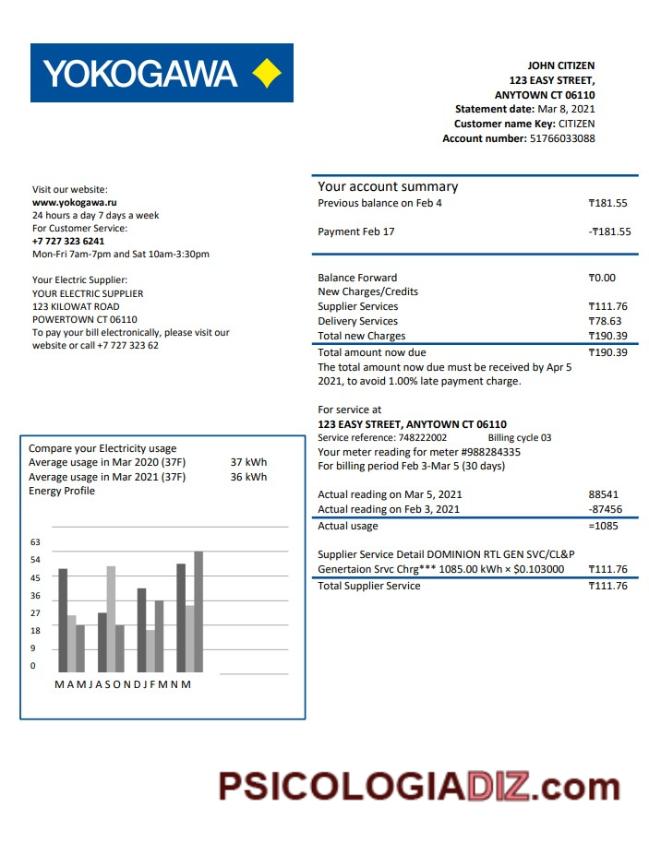 YOKOGAWA
JOHN CITIZEN
123 EASY STREET,
ANYTOWN CT 06110
Statement date: Mar 8, 2021
Customer name Key: CITIZEN
Account number: 51766033088
Visit our website:
www.yokogawa.ru
24 hours a day 7 days a week
For Customer Service:
+7 727 323 6241
Mon-Fri 7am-7pm and Sat 10am-3:30pm
Your Electric Supplier:
YOUR ELECTRIC SUPPLIER
123 KILOWAT ROAD
POWERTOWN CT 06110
To pay your bill electronically, please visit our
website or call +7 727 323 62
Your account summary
Previous balance on Feb 4 ₸181.55
Payment Feb 17 -₸181.55
Balance Forward ₸0.00
New Charges/Credits
Supplier Services ₸111.76
Delivery Services ₸78.63
Total new Charges ₸190.39
Total amount now due ₸190.39
The total amount now due must be received by Apr 5
2021, to avoid 1.00% late payment charge.
For service at
123 EASY STREET, ANYTOWN CT 06110
Service reference: 748222002 Billing cycle 03
Your meter reading for meter #988284335
For billing period Feb 3-Mar 5 (30 days)
Actual reading on Mar 5, 2021 88541
Actual reading on Feb 3, 2021 -87456
Actual usage =1085
Supplier Service Detail DOMINION RTL GEN SVC/CL&P
Genertaion Srvc Chrg*** 1085.00 kWh × $0.103000 ₸111.76
Total Supplier Service ₸111.76
Compare your Electricity usage
Average usage in Mar 2020 (37F) 37 kWh
Average usage in Mar 2021 (37F) 36 kWh
Energy Profile
63
54
45
36
27
18
9
0
M A M J A S O N D J F M N M
PSICOLOGIADIZ.com